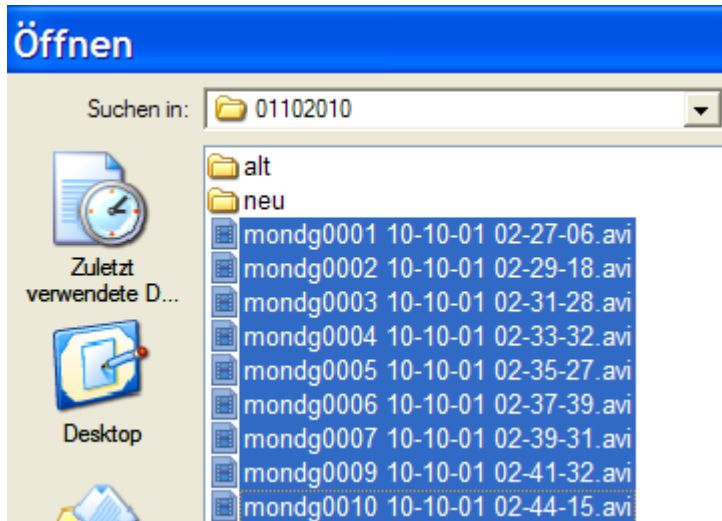 Öffnen
Suchen in: 01102010
alt
neu
mondg0001 10-10-01 02-27-06.avi
mondg0002 10-10-01 02-29-18.avi
mondg0003 10-10-01 02-31-28.avi
mondg0004 10-10-01 02-33-32.avi
mondg0005 10-10-01 02-35-27.avi
mondg0006 10-10-01 02-37-39.avi
mondg0007 10-10-01 02-39-31.avi
mondg0009 10-10-01 02-41-32.avi
mondg0010 10-10-01 02-44-15.avi
Zuletzt
verwendete D...
Desktop